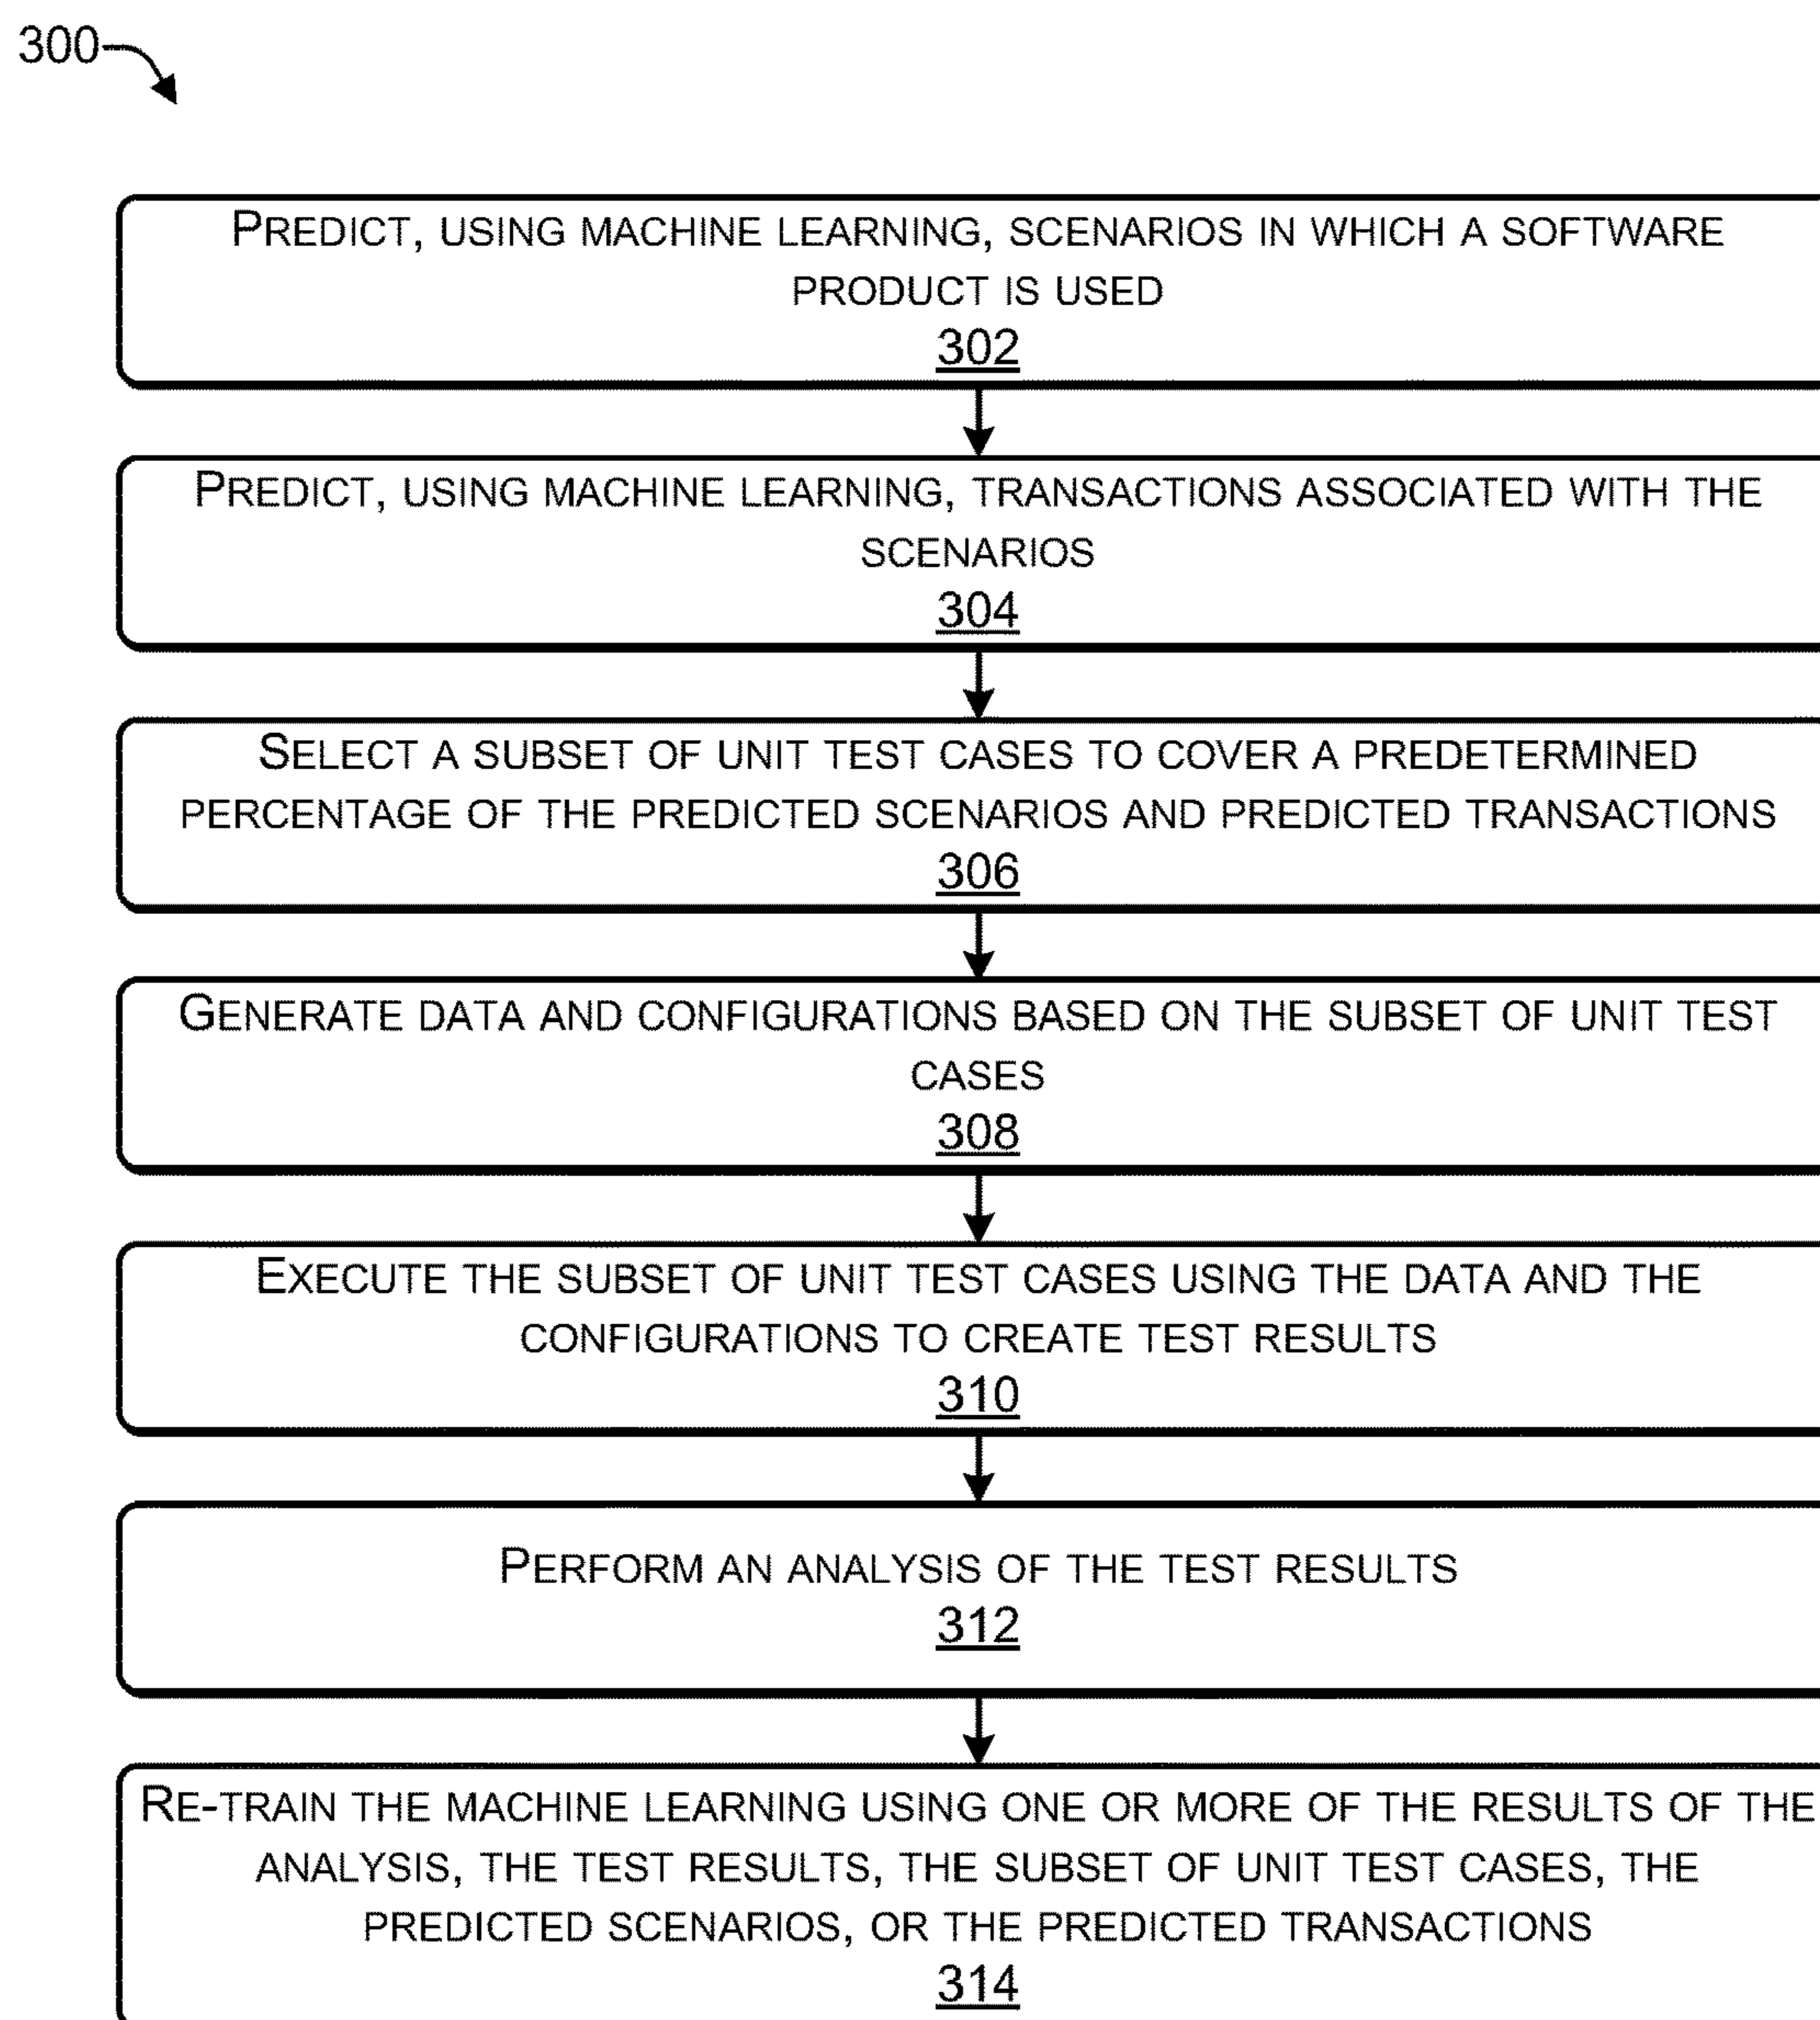 300
PREDICT, USING MACHINE LEARNING, SCENARIOS IN WHICH A SOFTWARE
PRODUCT IS USED
302
PREDICT, USING MACHINE LEARNING, TRANSACTIONS ASSOCIATED WITH THE
SCENARIOS
304
SELECT A SUBSET OF UNIT TEST CASES TO COVER A PREDETERMINED
PERCENTAGE OF THE PREDICTED SCENARIOS AND PREDICTED TRANSACTIONS
306
GENERATE DATA AND CONFIGURATIONS BASED ON THE SUBSET OF UNIT TEST
CASES
308
EXECUTE THE SUBSET OF UNIT TEST CASES USING THE DATA AND THE
CONFIGURATIONS TO CREATE TEST RESULTS
310
PERFORM AN ANALYSIS OF THE TEST RESULTS
312
RE-TRAIN THE MACHINE LEARNING USING ONE OR MORE OF THE RESULTS OF THE
ANALYSIS, THE TEST RESULTS, THE SUBSET OF UNIT TEST CASES, THE
PREDICTED SCENARIOS, OR THE PREDICTED TRANSACTIONS
314